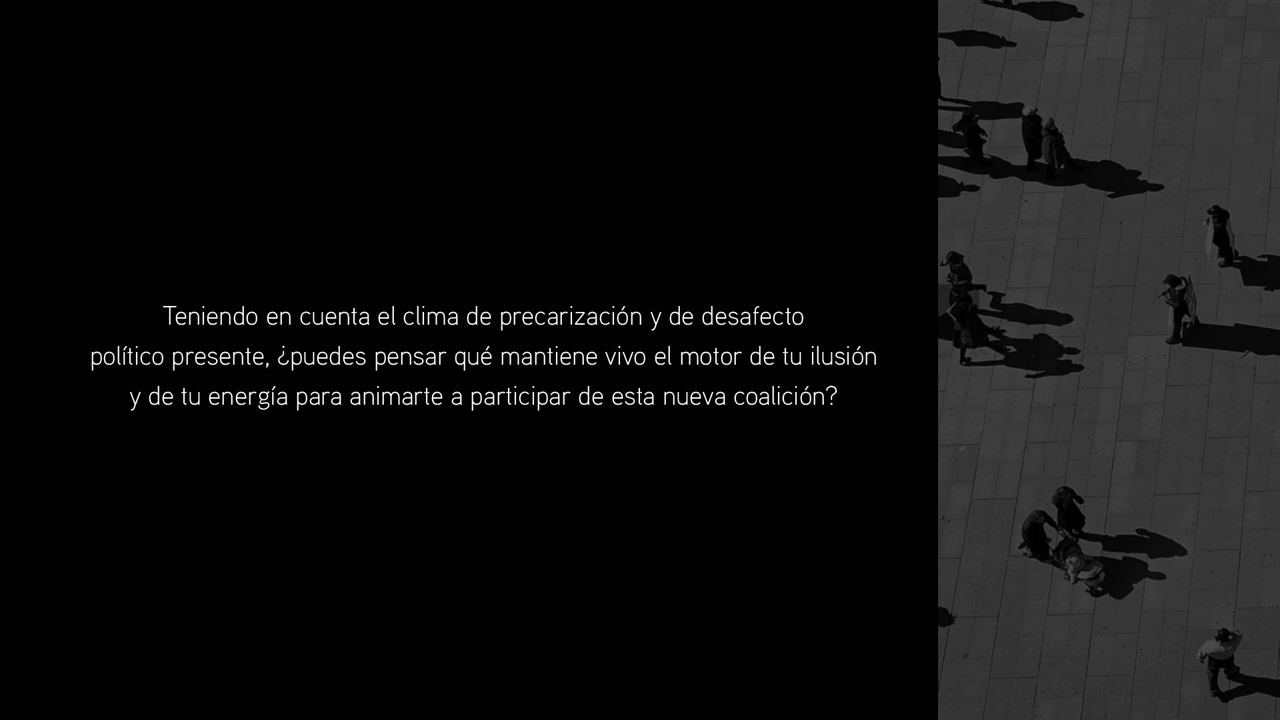 Teniendo en cuenta el clima de precarización y de desafecto
político presente, ¿puedes pensar qué mantiene vivo el motor de tu ilusión
y de tu energía para animarte a participar de esta nueva coalición?